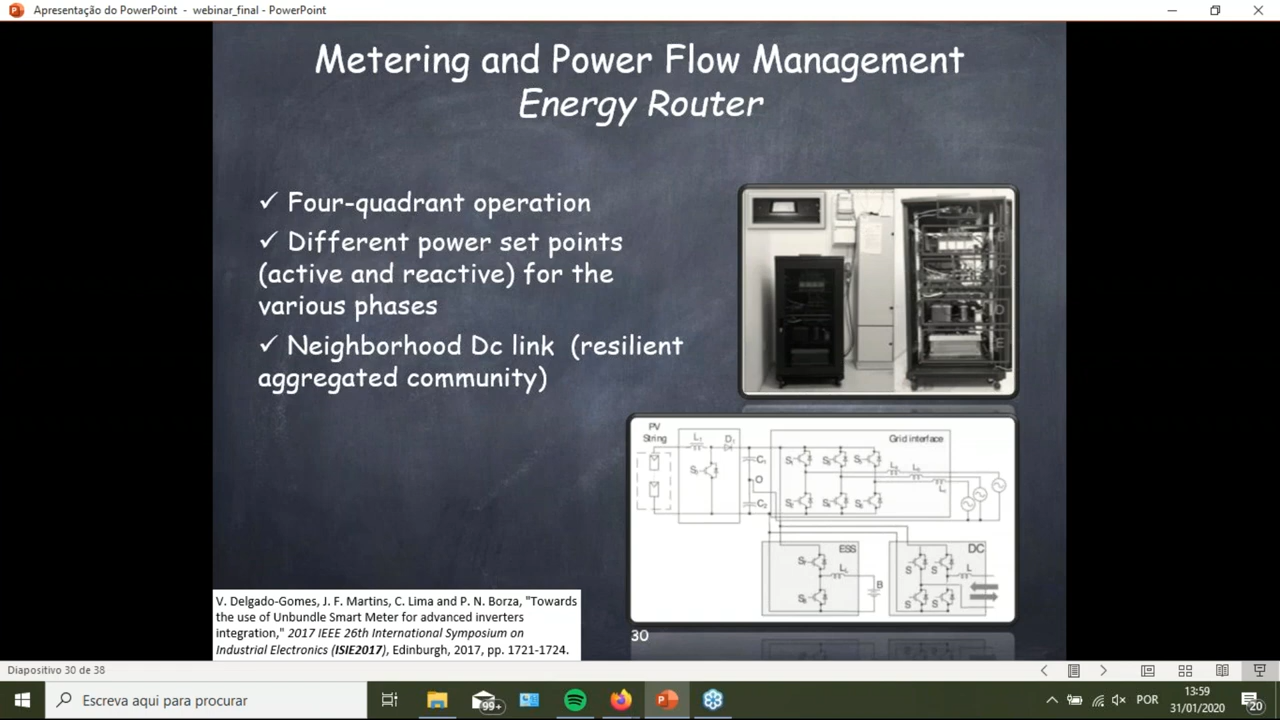 Apresentação do PowerPoint - webinar_final - PowerPoint
Metering and Power Flow Management
Energy Router
✓ Four-quadrant operation
✓ Different power set points
(active and reactive) for the
various phases
✓ Neighborhood Dc link (resilient
aggregated community)
PV
String
L₁
D₁
C₁
O
C₂
Grid interface
ESS
B
DC
S
S
L
S
S
V. Delgado-Gomes, J. F. Martins, C. Lima and P. N. Borza, "Towards
the use of Unbundle Smart Meter for advanced inverters
integration," 2017 IEEE 26th International Symposium on
Industrial Electronics (ISIE2017), Edinburgh, 2017, pp. 1721-1724.
30
Diapositivo 30 de 38
Escreva aqui para procurar
99+
POR
13:59
31/01/2020
20